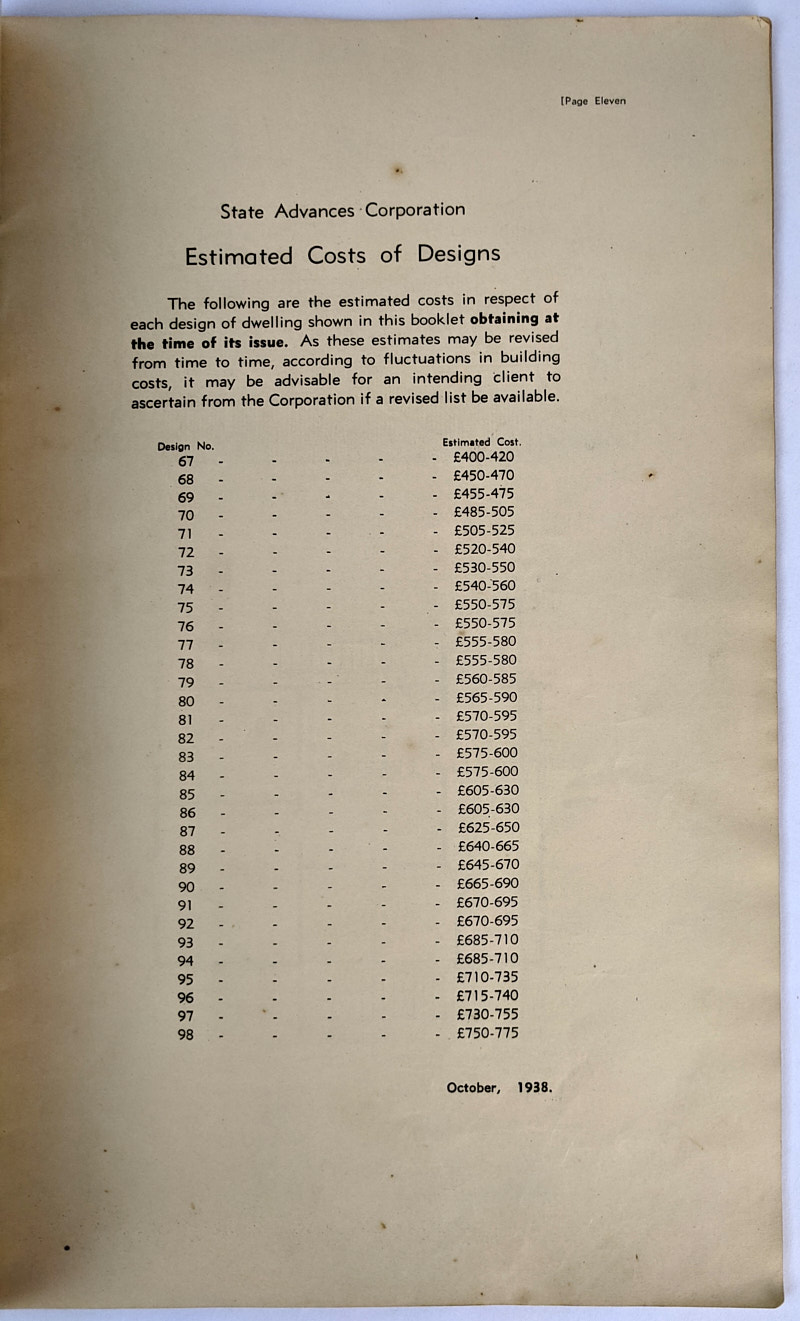 [Page Eleven
State Advances Corporation
Estimated Costs of Designs
The following are the estimated costs in respect of
each design of dwelling shown in this booklet obtaining at
the time of its issue. As these estimates may be revised
from time to time, according to fluctuations in building
costs, it may be advisable for an intending client to
ascertain from the Corporation if a revised list be available.
Design No. Estimated Cost.
67 - - - - - £400-420
68 - - - - - £450-470
69 - - - - - £455-475
70 - - - - - £485-505
71 - - - - - £505-525
72 - - - - - £520-540
73 - - - - - £530-550
74 - - - - - £540-560
75 - - - - - £550-575
76 - - - - - £550-575
77 - - - - - £555-580
78 - - - - - £555-580
79 - - - - - £560-585
80 - - - - - £565-590
81 - - - - - £570-595
82 - - - - - £570-595
83 - - - - - £575-600
84 - - - - - £575-600
85 - - - - - £605-630
86 - - - - - £605-630
87 - - - - - £625-650
88 - - - - - £640-665
89 - - - - - £645-670
90 - - - - - £665-690
91 - - - - - £670-695
92 - - - - - £670-695
93 - - - - - £685-710
94 - - - - - £685-710
95 - - - - - £710-735
96 - - - - - £715-740
97 - - - - - £730-755
98 - - - - - £750-775
October, 1938.